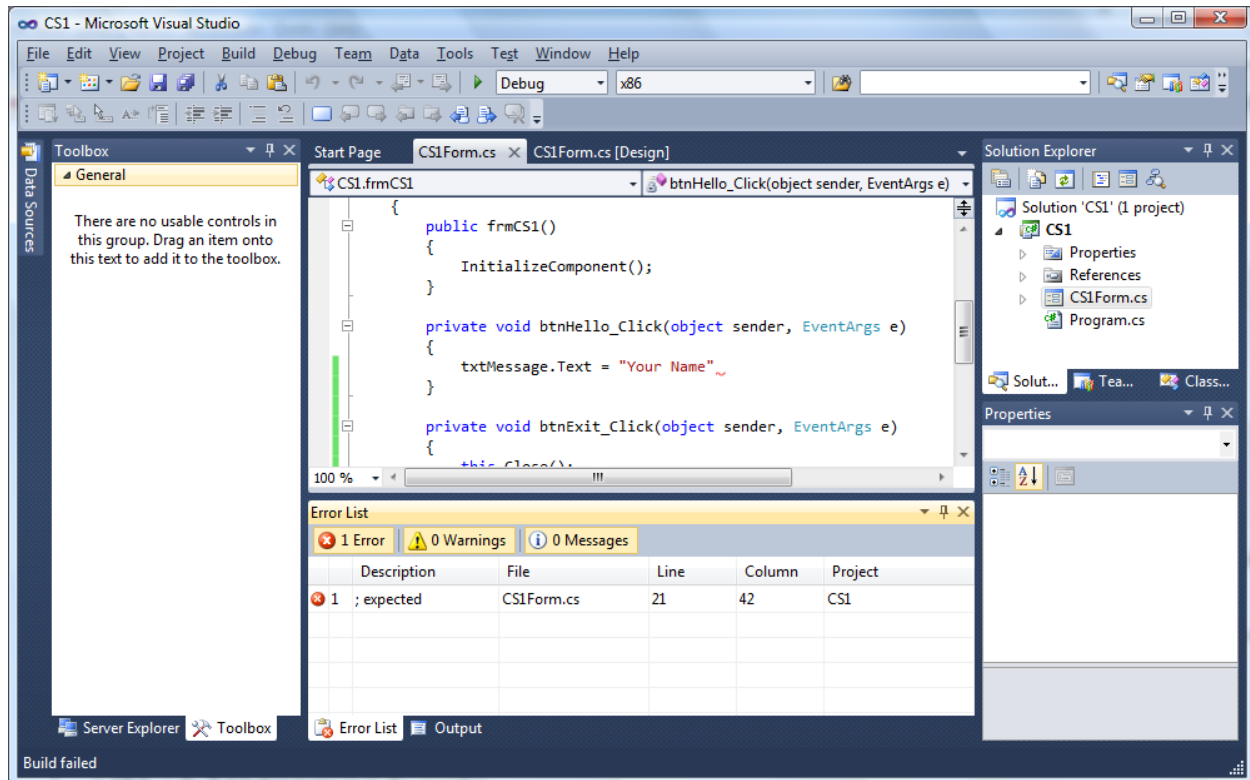 CS1 - Microsoft Visual Studio
File Edit View Project Build Debug Team Data Tools Test Window Help
Debug x86
Data Sources
Toolbox
General
There are no usable controls in
this group. Drag an item onto
this text to add it to the toolbox.
Server Explorer Toolbox
Start Page CS1Form.cs CS1Form.cs [Design]
CS1.frmCS1 btnHello_Click(object sender, EventArgs e)
{
public frmCS1()
{
InitializeComponent();
}
private void btnHello_Click(object sender, EventArgs e)
{
txtMessage.Text = "Your Name"
}
private void btnExit_Click(object sender, EventArgs e)
{
this.Close();
100 %
Error List
1 Error 0 Warnings 0 Messages
Description File Line Column Project
1 ; expected CS1Form.cs 21 42 CS1
Error List Output
Solution Explorer
Solution 'CS1' (1 project)
CS1
Properties
References
CS1Form.cs
Program.cs
Solut... Tea... Class...
Properties
Build failed